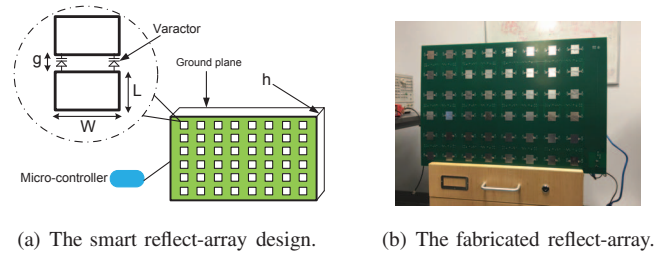 Varactor
g
L
W
Ground plane
h
Micro-controller
(a) The smart reflect-array design.
(b) The fabricated reflect-array.